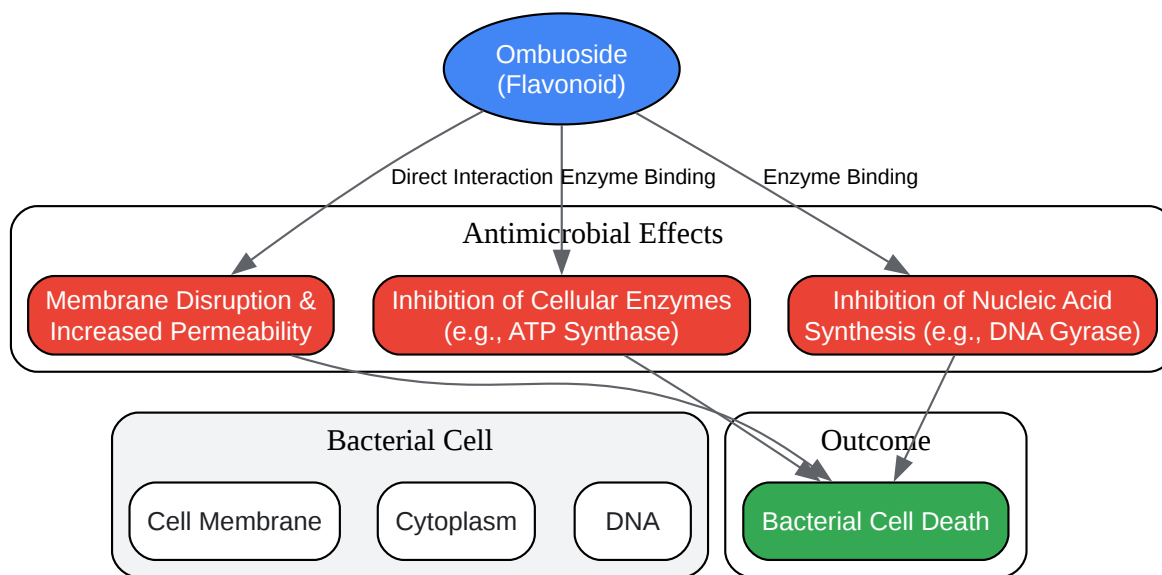 Ombuoside
(Flavonoid)
Direct Interaction
Enzyme Binding
Enzyme Binding
Antimicrobial Effects
Membrane Disruption &
Increased Permeability
Inhibition of Cellular Enzymes
(e.g., ATP Synthase)
Inhibition of Nucleic Acid
Synthesis (e.g., DNA Gyrase)
Bacterial Cell
Cell Membrane
Cytoplasm
DNA
Outcome
Bacterial Cell Death